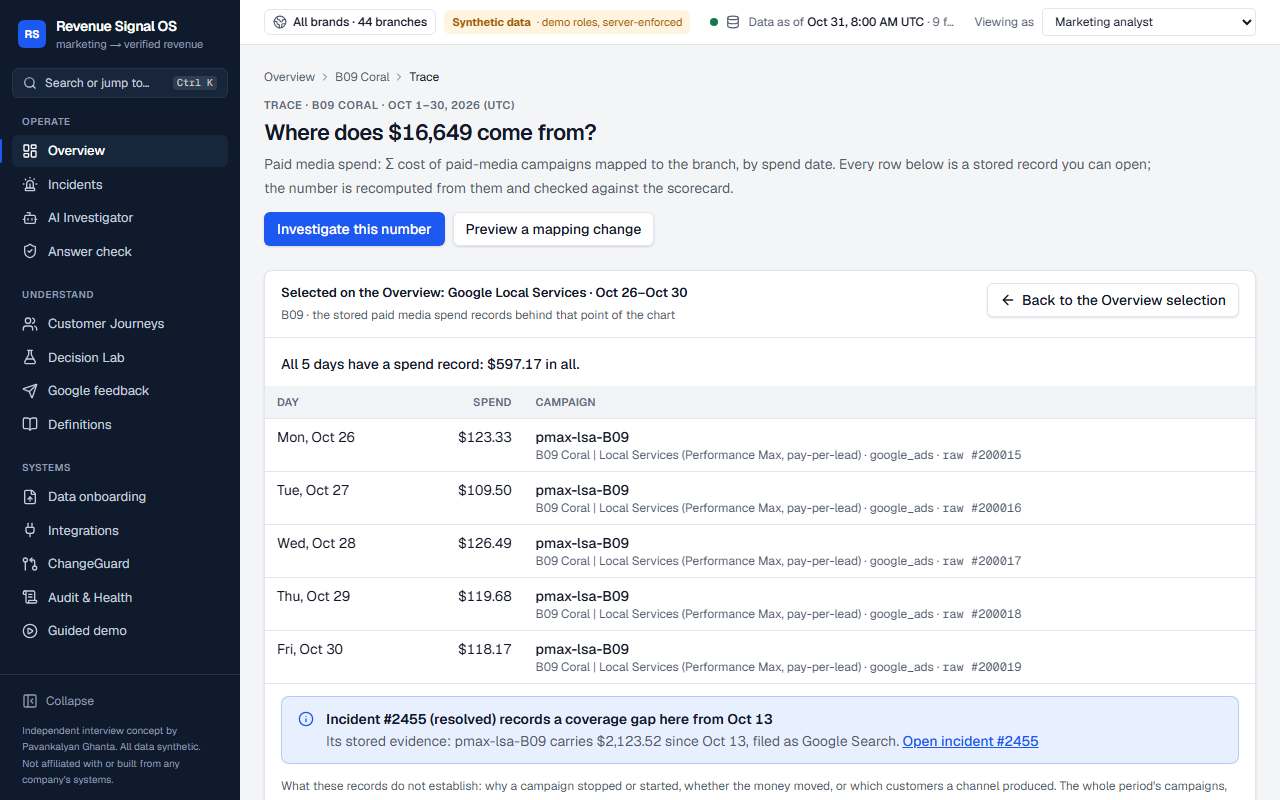 RS
Revenue Signal OS
marketing → verified revenue
Search or jump to... Ctrl K
OPERATE
Overview
Incidents
AI Investigator
Answer check
UNDERSTAND
Customer Journeys
Decision Lab
Google feedback
Definitions
SYSTEMS
Data onboarding
Integrations
ChangeGuard
Audit & Health
Guided demo
Collapse
Independent interview concept by
Pavankalyan Ghanta. All data synthetic.
Not affiliated with or built from any
company's systems.
All brands · 44 branches
Synthetic data · demo roles, server-enforced
Data as of Oct 31, 8:00 AM UTC · 9 f…
Viewing as
Marketing analyst
Overview > B09 Coral > Trace
TRACE · B09 CORAL · OCT 1–30, 2026 (UTC)
Where does $16,649 come from?
Paid media spend: Σ cost of paid-media campaigns mapped to the branch, by spend date. Every row below is a stored record you can open;
the number is recomputed from them and checked against the scorecard.
Investigate this number
Preview a mapping change
Selected on the Overview: Google Local Services · Oct 26–Oct 30
B09 · the stored paid media spend records behind that point of the chart
← Back to the Overview selection
All 5 days have a spend record: $597.17 in all.
DAY SPEND CAMPAIGN
Mon, Oct 26 $123.33 pmax-lsa-B09
B09 Coral | Local Services (Performance Max, pay-per-lead) · google_ads · raw #200015
Tue, Oct 27 $109.50 pmax-lsa-B09
B09 Coral | Local Services (Performance Max, pay-per-lead) · google_ads · raw #200016
Wed, Oct 28 $126.49 pmax-lsa-B09
B09 Coral | Local Services (Performance Max, pay-per-lead) · google_ads · raw #200017
Thu, Oct 29 $119.68 pmax-lsa-B09
B09 Coral | Local Services (Performance Max, pay-per-lead) · google_ads · raw #200018
Fri, Oct 30 $118.17 pmax-lsa-B09
B09 Coral | Local Services (Performance Max, pay-per-lead) · google_ads · raw #200019
Incident #2455 (resolved) records a coverage gap here from Oct 13
Its stored evidence: pmax-lsa-B09 carries $2,123.52 since Oct 13, filed as Google Search. Open incident #2455
What these records do not establish: why a campaign stopped or started, whether the money moved, or which customers a channel produced. The whole period's campaigns,